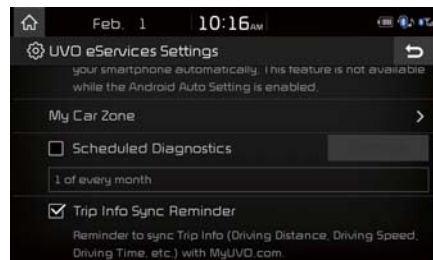 Feb. 1 10:16 AM
UVO eServices Settings
your smartphone automatically. This feature is not available
while the Android Auto Setting is enabled.
My Car Zone
Scheduled Diagnostics
1 of every month
Trip Info Sync Reminder
Reminder to sync Trip Info (Driving Distance, Driving Speed,
Driving Time, etc.) with MyUVO.com.